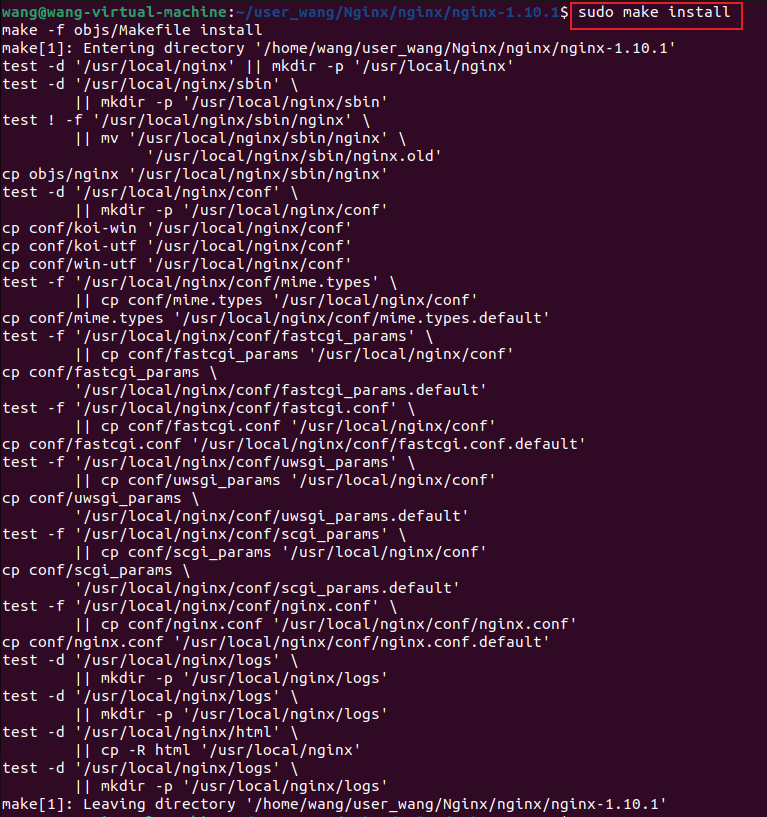 wang@wang-virtual-machine:~/user_wang/Nginx/nginx/nginx-1.10.1$ sudo make install
make -f objs/Makefile install
make[1]: Entering directory '/home/wang/user_wang/Nginx/nginx/nginx-1.10.1'
test -d '/usr/local/nginx' || mkdir -p '/usr/local/nginx'
test -d '/usr/local/nginx/sbin' \
        || mkdir -p '/usr/local/nginx/sbin'
test ! -f '/usr/local/nginx/sbin/nginx' \
        || mv '/usr/local/nginx/sbin/nginx' \
                '/usr/local/nginx/sbin/nginx.old'
cp objs/nginx '/usr/local/nginx/sbin/nginx'
test -d '/usr/local/nginx/conf' \
        || mkdir -p '/usr/local/nginx/conf'
cp conf/koi-win '/usr/local/nginx/conf'
cp conf/koi-utf '/usr/local/nginx/conf'
cp conf/win-utf '/usr/local/nginx/conf'
test -f '/usr/local/nginx/conf/mime.types' \
        || cp conf/mime.types '/usr/local/nginx/conf'
cp conf/mime.types '/usr/local/nginx/conf/mime.types.default'
test -f '/usr/local/nginx/conf/fastcgi_params' \
        || cp conf/fastcgi_params '/usr/local/nginx/conf'
cp conf/fastcgi_params \
        '/usr/local/nginx/conf/fastcgi_params.default'
test -f '/usr/local/nginx/conf/fastcgi.conf' \
        || cp conf/fastcgi.conf '/usr/local/nginx/conf'
cp conf/fastcgi.conf '/usr/local/nginx/conf/fastcgi.conf.default'
test -f '/usr/local/nginx/conf/uwsgi_params' \
        || cp conf/uwsgi_params '/usr/local/nginx/conf'
cp conf/uwsgi_params \
        '/usr/local/nginx/conf/uwsgi_params.default'
test -f '/usr/local/nginx/conf/scgi_params' \
        || cp conf/scgi_params '/usr/local/nginx/conf'
cp conf/scgi_params \
        '/usr/local/nginx/conf/scgi_params.default'
test -f '/usr/local/nginx/conf/nginx.conf' \
        || cp conf/nginx.conf '/usr/local/nginx/conf/nginx.conf'
cp conf/nginx.conf '/usr/local/nginx/conf/nginx.conf.default'
test -d '/usr/local/nginx/logs' \
        || mkdir -p '/usr/local/nginx/logs'
test -d '/usr/local/nginx/logs' \
        || mkdir -p '/usr/local/nginx/logs'
test -d '/usr/local/nginx/html' \
        || cp -R html '/usr/local/nginx'
test -d '/usr/local/nginx/logs' \
        || mkdir -p '/usr/local/nginx/logs'
make[1]: Leaving directory '/home/wang/user_wang/Nginx/nginx/nginx-1.10.1'